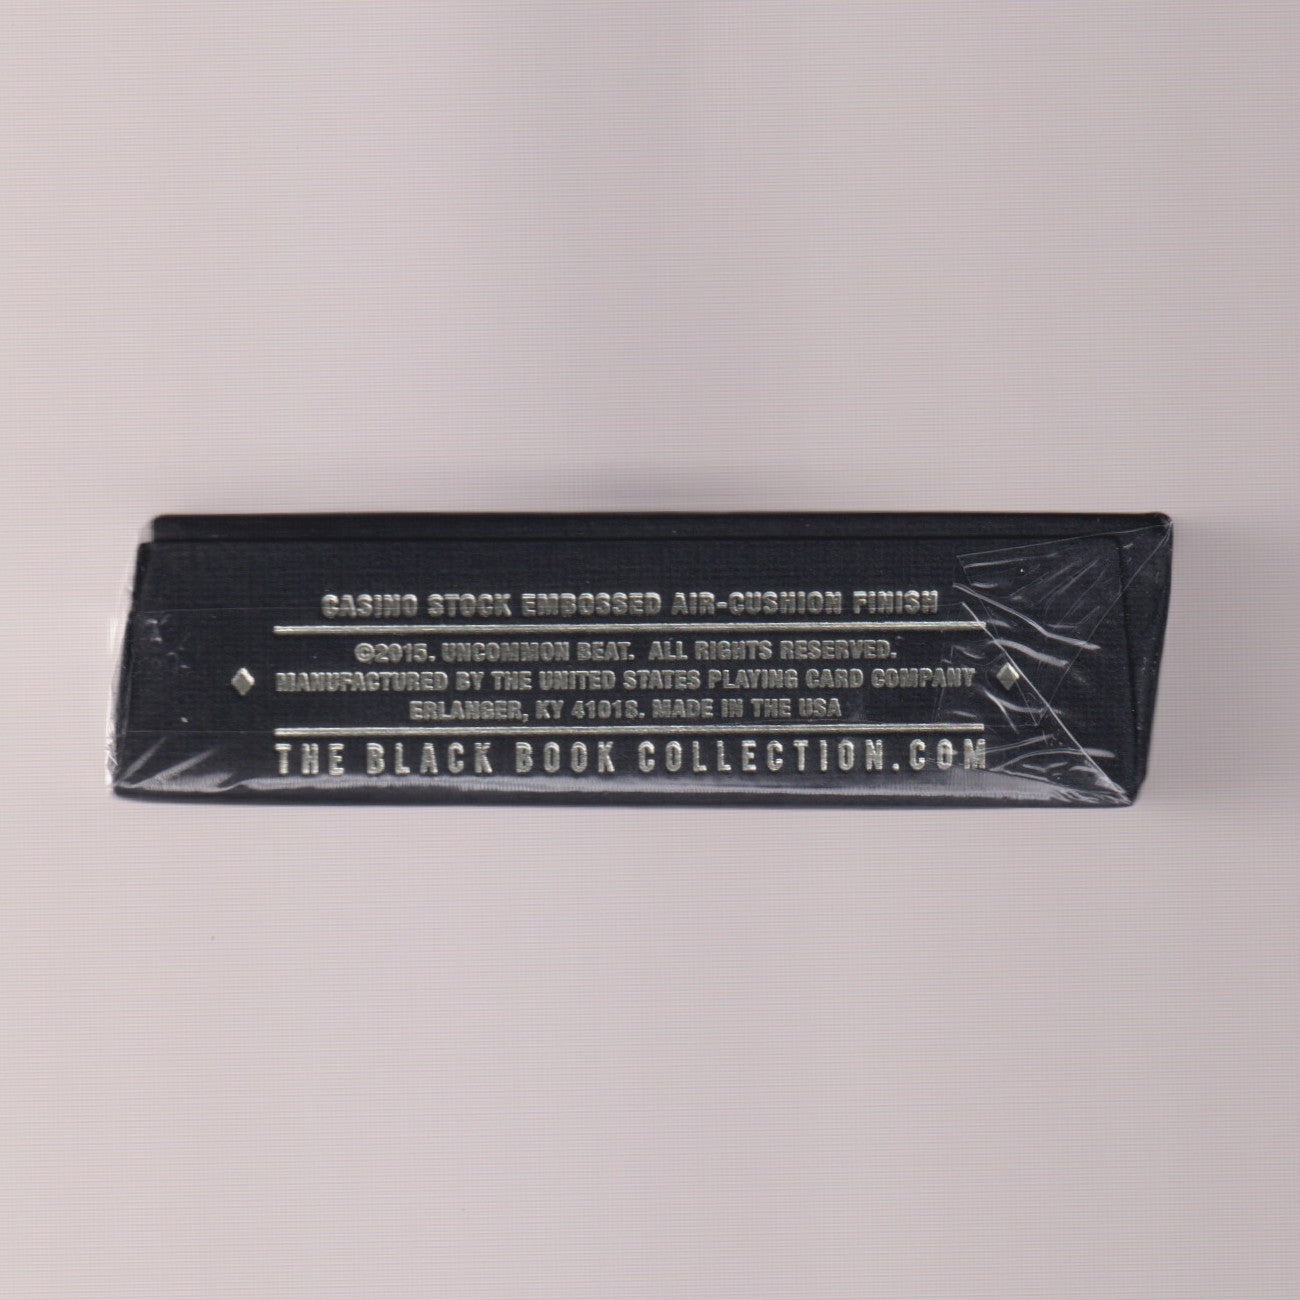 CASINO STOCK EMBOSSED AIR-CUSHION FINISH
©2015. UNCOMMON BEAT. ALL RIGHTS RESERVED.
MANUFACTURED BY THE UNITED STATES PLAYING CARD COMPANY
ERLANGER, KY 41018. MADE IN THE USA
THE BLACK BOOK COLLECTION.COM